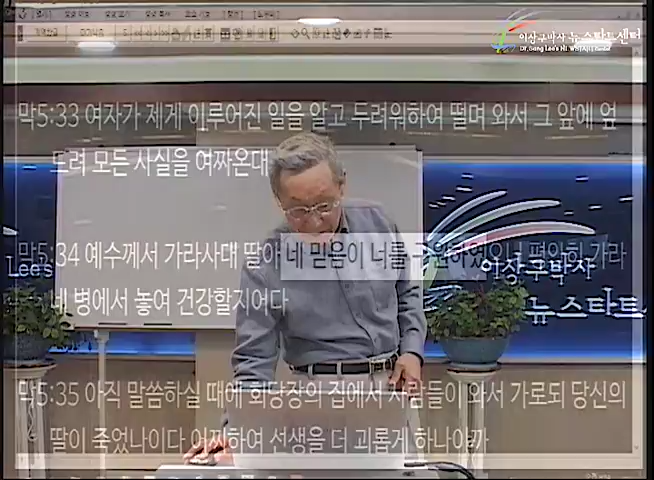 이상구박사 뉴스타트센터
막5:33 여자가 제게 이루어진 일을 알고 두려워하여 떨며 와서 그 앞에 엎
드려 모든 사실을 여짜온대
막5:34 예수께서 가라사대 딸아 네 믿음이 너를 구원하였으니 평안히 가라
네 병에서 놓여 건강할지어다
Lee's
이상구박사
뉴스타트
막5:35 아직 말씀하실 때에 회당장의 집에서 사람들이 와서 가로되 당신의
딸이 죽었나이다 어찌하여 선생을 더 괴롭게 하나이까